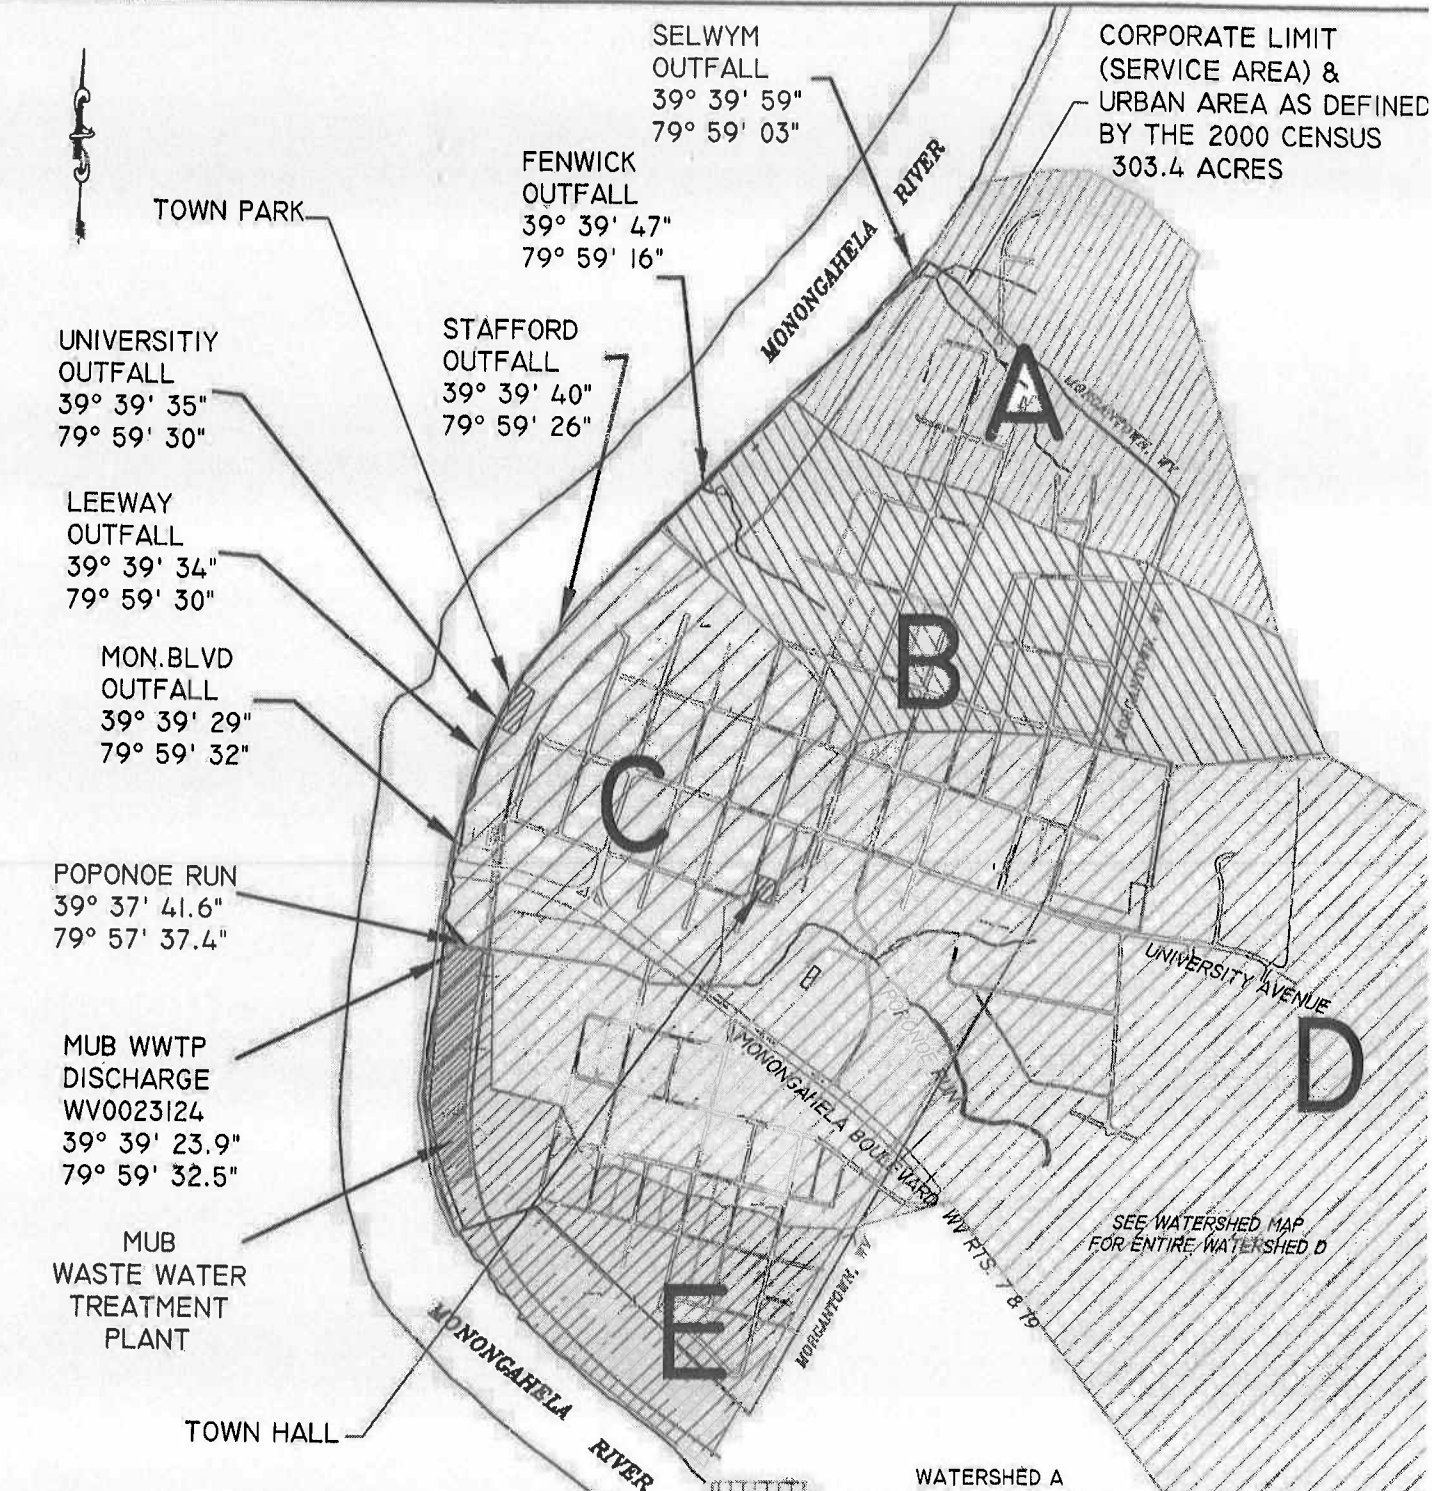 SELWYM
OUTFALL
39° 39' 59"
79° 59' 03"
CORPORATE LIMIT
(SERVICE AREA) &
URBAN AREA AS DEFINED
BY THE 2000 CENSUS
303.4 ACRES
FENWICK
OUTFALL
39° 39' 47"
79° 59' 16"
TOWN PARK
MONONGAHELA RIVER
STAFFORD
OUTFALL
39° 39' 40"
79° 59' 26"
UNIVERSITIY
OUTFALL
39° 39' 35"
79° 59' 30"
A
MORGANTOWN, WV
LEEWAY
OUTFALL
39° 39' 34"
79° 59' 30"
B
MORGANTOWN, WV
MON.BLVD
OUTFALL
39° 39' 29"
79° 59' 32"
C
POPONOE RUN
39° 37' 41.6"
79° 57' 37.4"
UNIVERSITY AVENUE
POPONOE RUN
D
MUB WWTP
DISCHARGE
WV0023124
39° 39' 23.9"
79° 59' 32.5"
MONONGAHELA BOULEVARD WV RTS. 7 & 19
SEE WATERSHED MAP
FOR ENTIRE WATERSHED D
MUB
WASTE WATER
TREATMENT
PLANT
E
MORGANTOWN, WV
MONONGAHELA RIVER
TOWN HALL
WATERSHED A